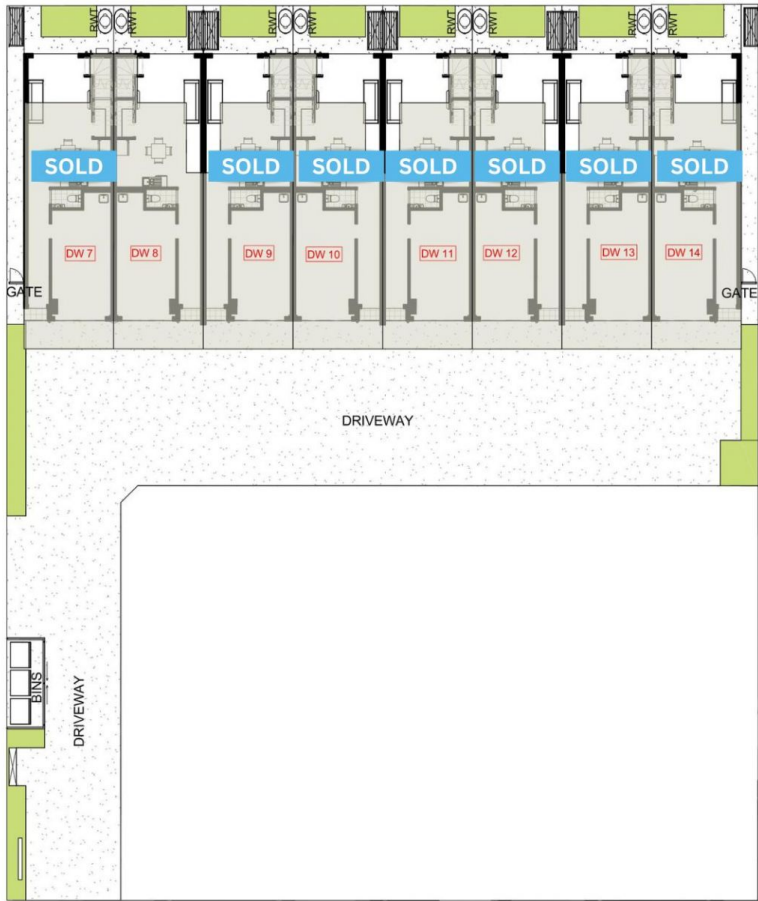 RWT RWT RWT RWT RWT RWT RWT RWT
SOLD SOLD SOLD SOLD SOLD SOLD SOLD
DW 7 DW 8 DW 9 DW 10 DW 11 DW 12 DW 13 DW 14
GATE GATE
DRIVEWAY
BINS
DRIVEWAY